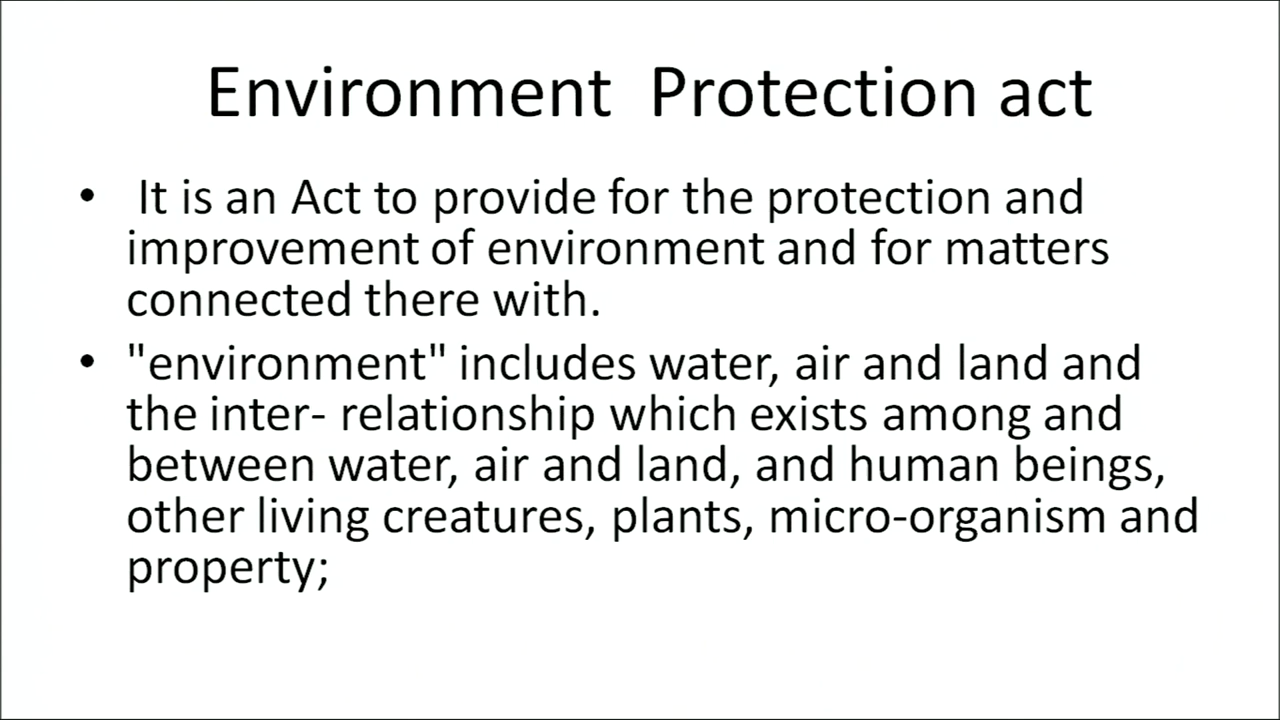 Environment  Protection act
• It is an Act to provide for the protection and
improvement of environment and for matters
connected there with.
• "environment" includes water, air and land and
the inter- relationship which exists among and
between water, air and land, and human beings,
other living creatures, plants, micro-organism and
property;